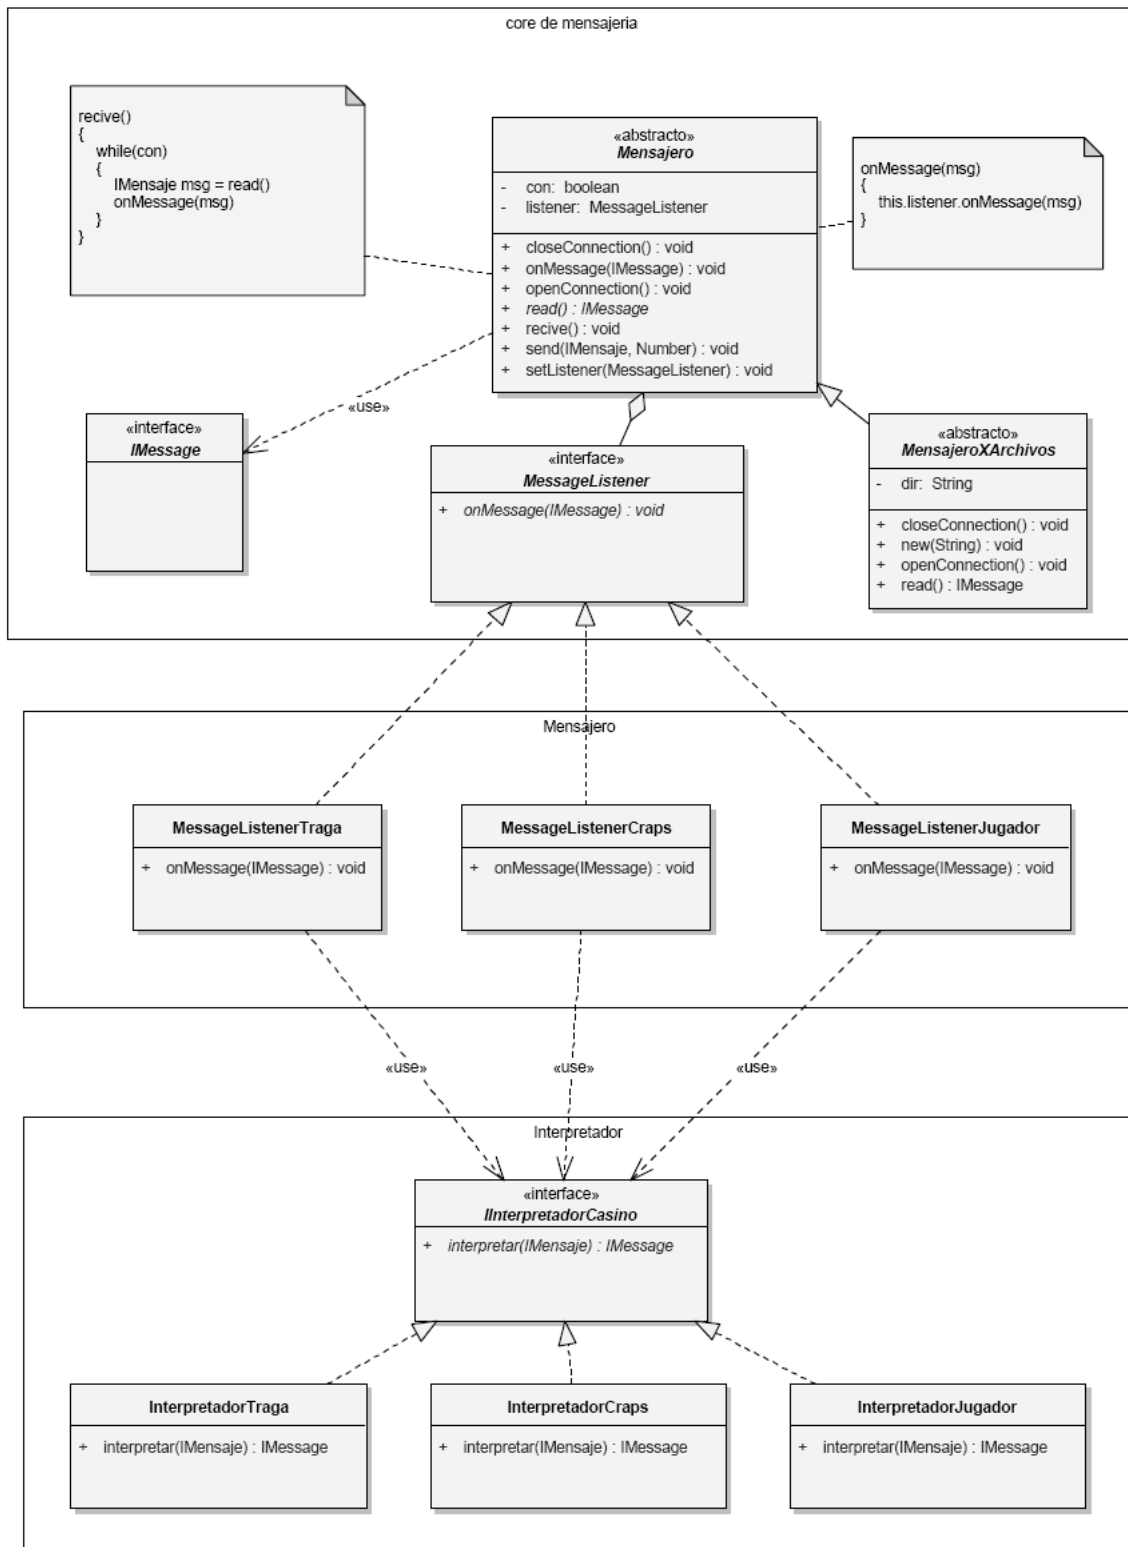 core de mensajeria
recive()
{
while(con)
{
IMensaje msg = read()
onMessage(msg)
}
}
«abstracto»
Mensajero
- con: boolean
- listener: MessageListener
+ closeConnection() : void
+ onMessage(IMessage) : void
+ openConnection() : void
+ read() : IMessage
+ recive() : void
+ send(IMensaje, Number) : void
+ setListener(MessageListener) : void
onMessage(msg)
{
this.listener.onMessage(msg)
}
«use»
«interface»
IMessage
«interface»
MessageListener
+ onMessage(IMessage) : void
«abstracto»
MensajeroXArchivos
- dir: String
+ closeConnection() : void
+ new(String) : void
+ openConnection() : void
+ read() : IMessage
Mensajero
MessageListenerTraga
+ onMessage(IMessage) : void
MessageListenerCraps
+ onMessage(IMessage) : void
MessageListenerJugador
+ onMessage(IMessage) : void
«use»
«use»
«use»
Interpretador
«interface»
IInterpretadorCasino
+ interpretar(IMensaje) : IMessage
InterpretadorTraga
+ interpretar(IMensaje) : IMessage
InterpretadorCraps
+ interpretar(IMensaje) : IMessage
InterpretadorJugador
+ interpretar(IMensaje) : IMessage